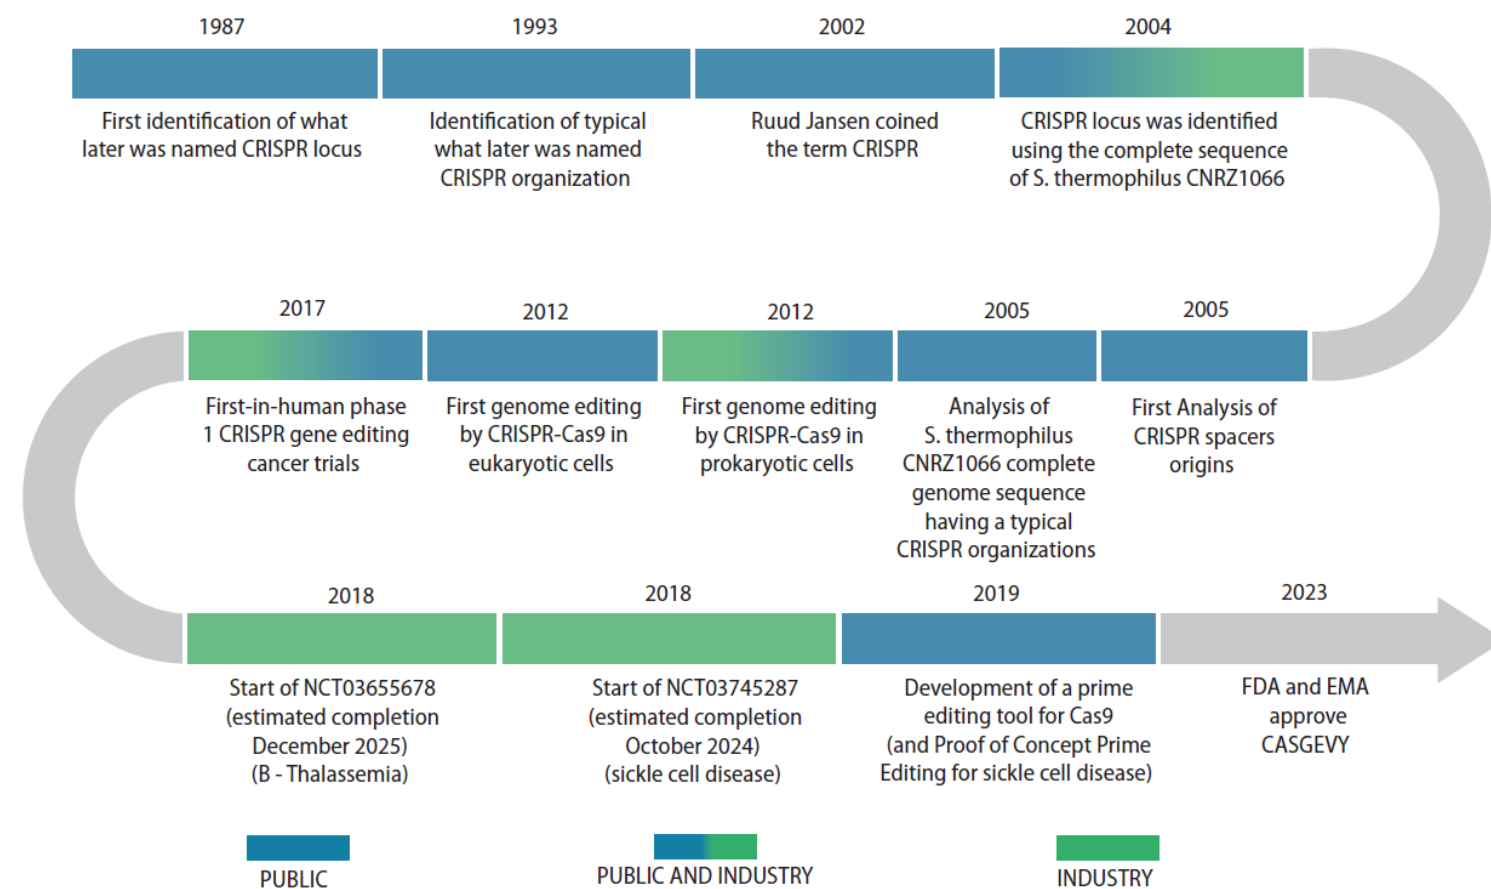 1987
First identification of what
later was named CRISPR locus
1993
Identification of typical
what later was named
CRISPR organization
2002
Ruud Jansen coined
the term CRISPR
2004
CRISPR locus was identified
using the complete sequence
of S. thermophilus CNRZ1066
2017
First-in-human phase
1 CRISPR gene editing
cancer trials
2012
First genome editing
by CRISPR-Cas9 in
eukaryotic cells
2012
First genome editing
by CRISPR-Cas9 in
prokaryotic cells
2005
Analysis of
S. thermophilus
CNRZ1066 complete
genome sequence
having a typical
CRISPR organizations
2005
First Analysis of
CRISPR spacers
origins
2018
Start of NCT03655678
(estimated completion
December 2025)
(B - Thalassemia)
2018
Start of NCT03745287
(estimated completion
October 2024)
(sickle cell disease)
2019
Development of a prime
editing tool for Cas9
(and Proof of Concept Prime
Editing for sickle cell disease)
2023
FDA and EMA
approve
CASGEVY
PUBLIC
PUBLIC AND INDUSTRY
INDUSTRY